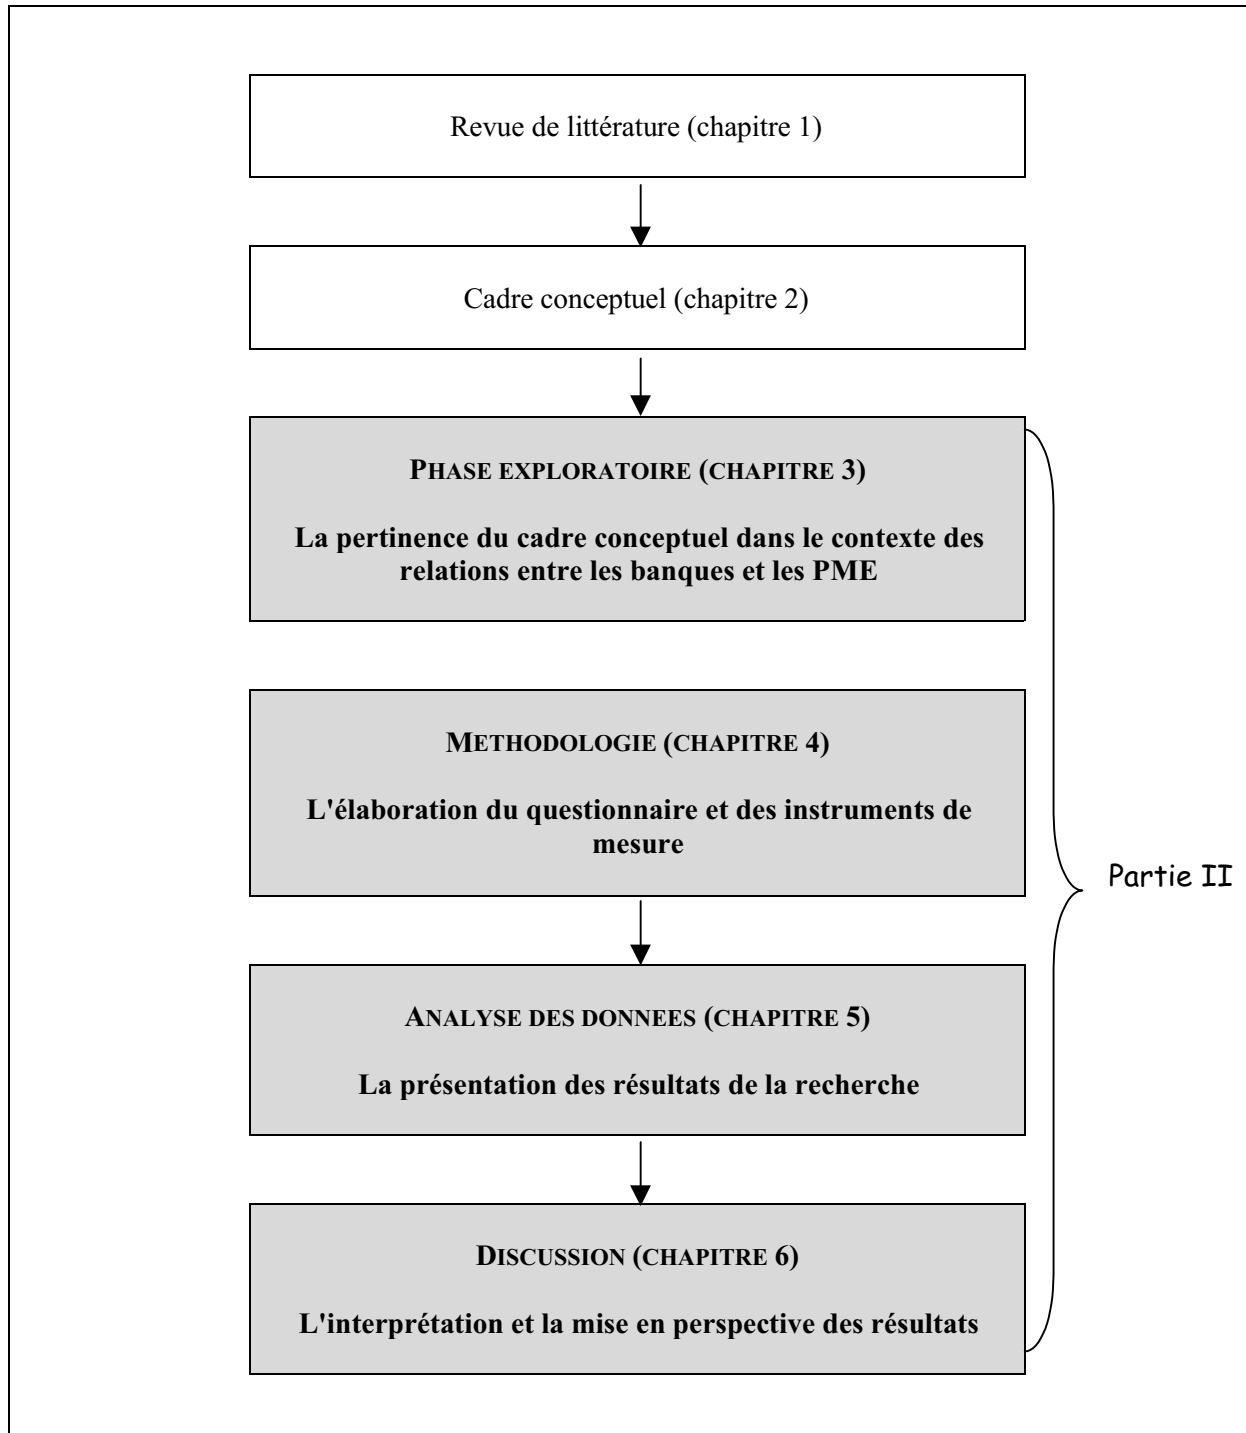 Revue de littérature (chapitre 1)
Cadre conceptuel (chapitre 2)
PHASE EXPLORATOIRE (CHAPITRE 3)
La pertinence du cadre conceptuel dans le contexte des
relations entre les banques et les PME
METHODOLOGIE (CHAPITRE 4)
L'élaboration du questionnaire et des instruments de
mesure
Partie II
ANALYSE DES DONNEES (CHAPITRE 5)
La présentation des résultats de la recherche
DISCUSSION (CHAPITRE 6)
L'interprétation et la mise en perspective des résultats